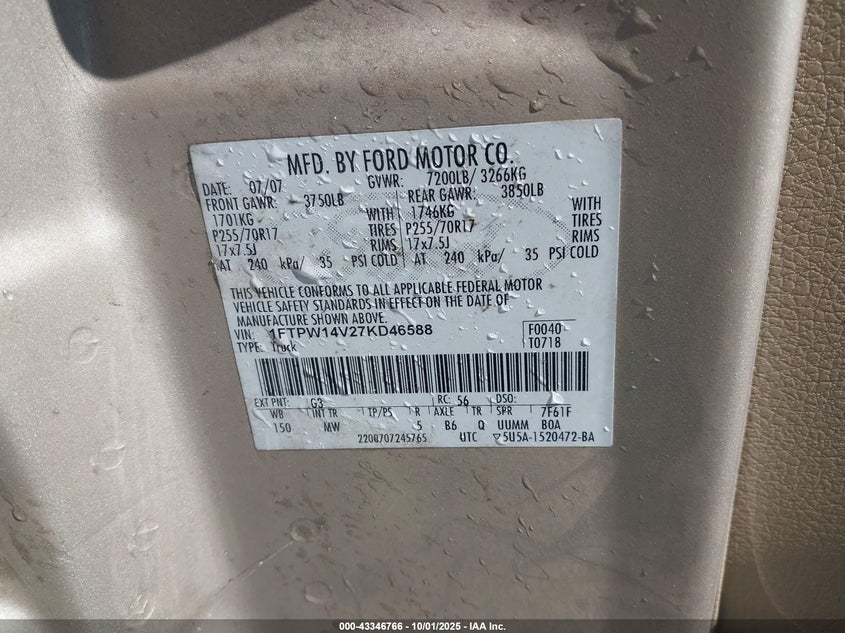 MFD. BY FORD MOTOR CO.
DATE: 07/07 GVWR: 7200LB/ 3266KG
FRONT GAWR: 3750LB REAR GAWR: 3850LB
1701KG WITH 1746KG WITH
P255/70R17 TIRES P255/70R17 TIRES
17x7.5J RIMS 17x7.5J RIMS
AT 240 kPa/ 35 PSI COLD AT 240 kPa/ 35 PSI COLD
THIS VEHICLE CONFORMS TO ALL APPLICABLE FEDERAL MOTOR
VEHICLE SAFETY STANDARDS IN EFFECT ON THE DATE OF
MANUFACTURE SHOWN ABOVE.
VIN: 1FTPW14V27KD46588 F0040
TYPE: Truck T0718
EXT PNT: G3 RC: 56 DSO:
WB INT TR TP/PS R AXLE TR SPR 7F61F
150 MW 5 B6 Q UUMM BOA
2200707245765 UTC ▽5U5A-1520472-BA
000-43346766 - 10/01/2025 - IAA Inc.